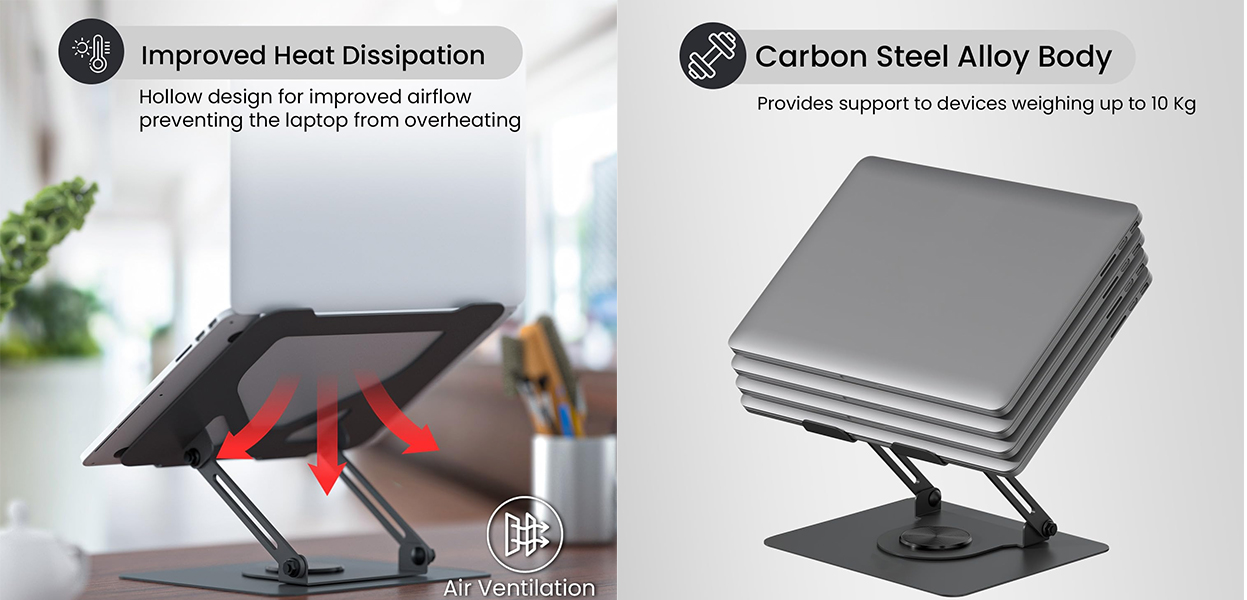 Improved Heat Dissipation
Hollow design for improved airflow
preventing the laptop from overheating
Air Ventilation
Carbon Steel Alloy Body
Provides support to devices weighing up to 10 Kg